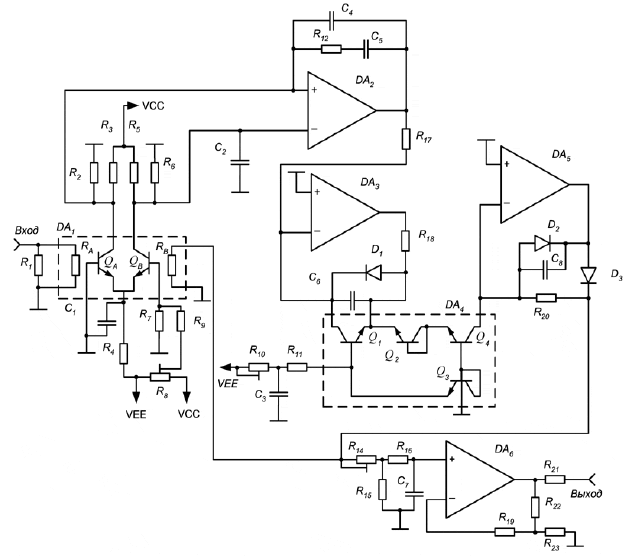 C4
R12
C5
DA2
VCC
R3
R5
R2
R6
C2
R17
DA5
DA3
R18
D1
C6
D2
C8
D3
R20
Вход
DA1
RA
QA
QB
RB
R1
C1
R4
R7
R9
R8
VEE
VCC
DA4
Q1
Q2
Q4
Q3
R10
R11
VEE
C3
R14
R16
R15
C7
DA6
R21
Выход
R22
R19
R23